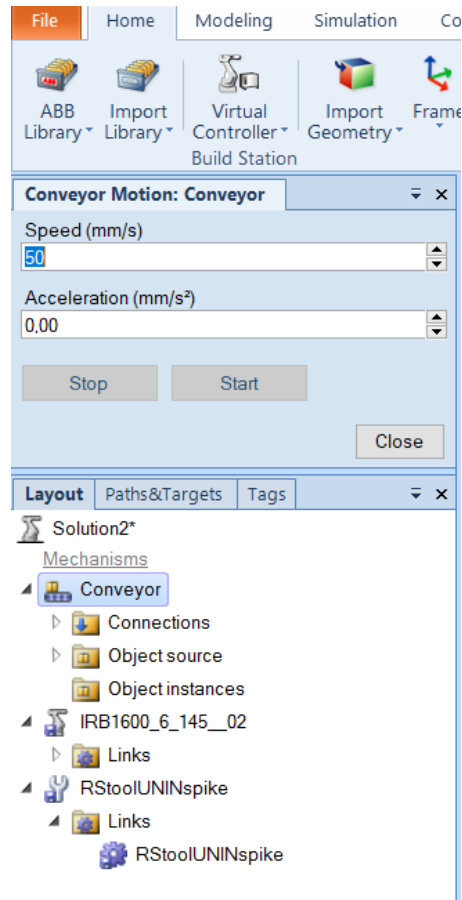 File Home Modeling Simulation Co
ABB Library Import Library Virtual Controller Import Geometry Frame
Build Station
Conveyor Motion: Conveyor
Speed (mm/s)
50
Acceleration (mm/s²)
0,00
Stop Start
Close
Layout Paths&Targets Tags
Solution2*
Mechanisms
Conveyor
Connections
Object source
Object instances
IRB1600_6_145__02
Links
RStoolUNINspike
Links
RStoolUNINspike